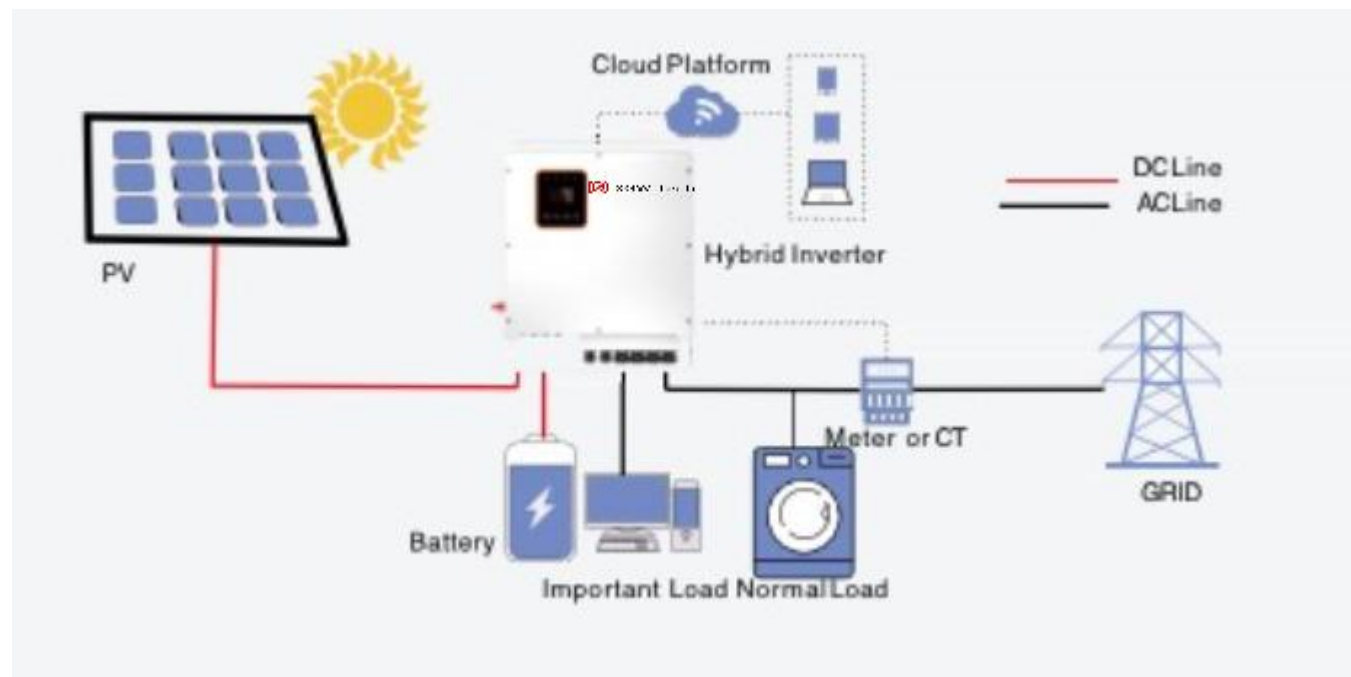 Cloud Platform
DC Line
AC Line
Hybrid Inverter
PV
Meter or CT
GRID
Battery
Important Load
Normal Load